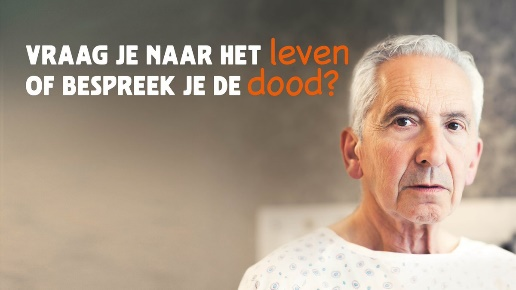 VRAAG JE NAAR HET leven
OF BESPREEK JE DE dood?